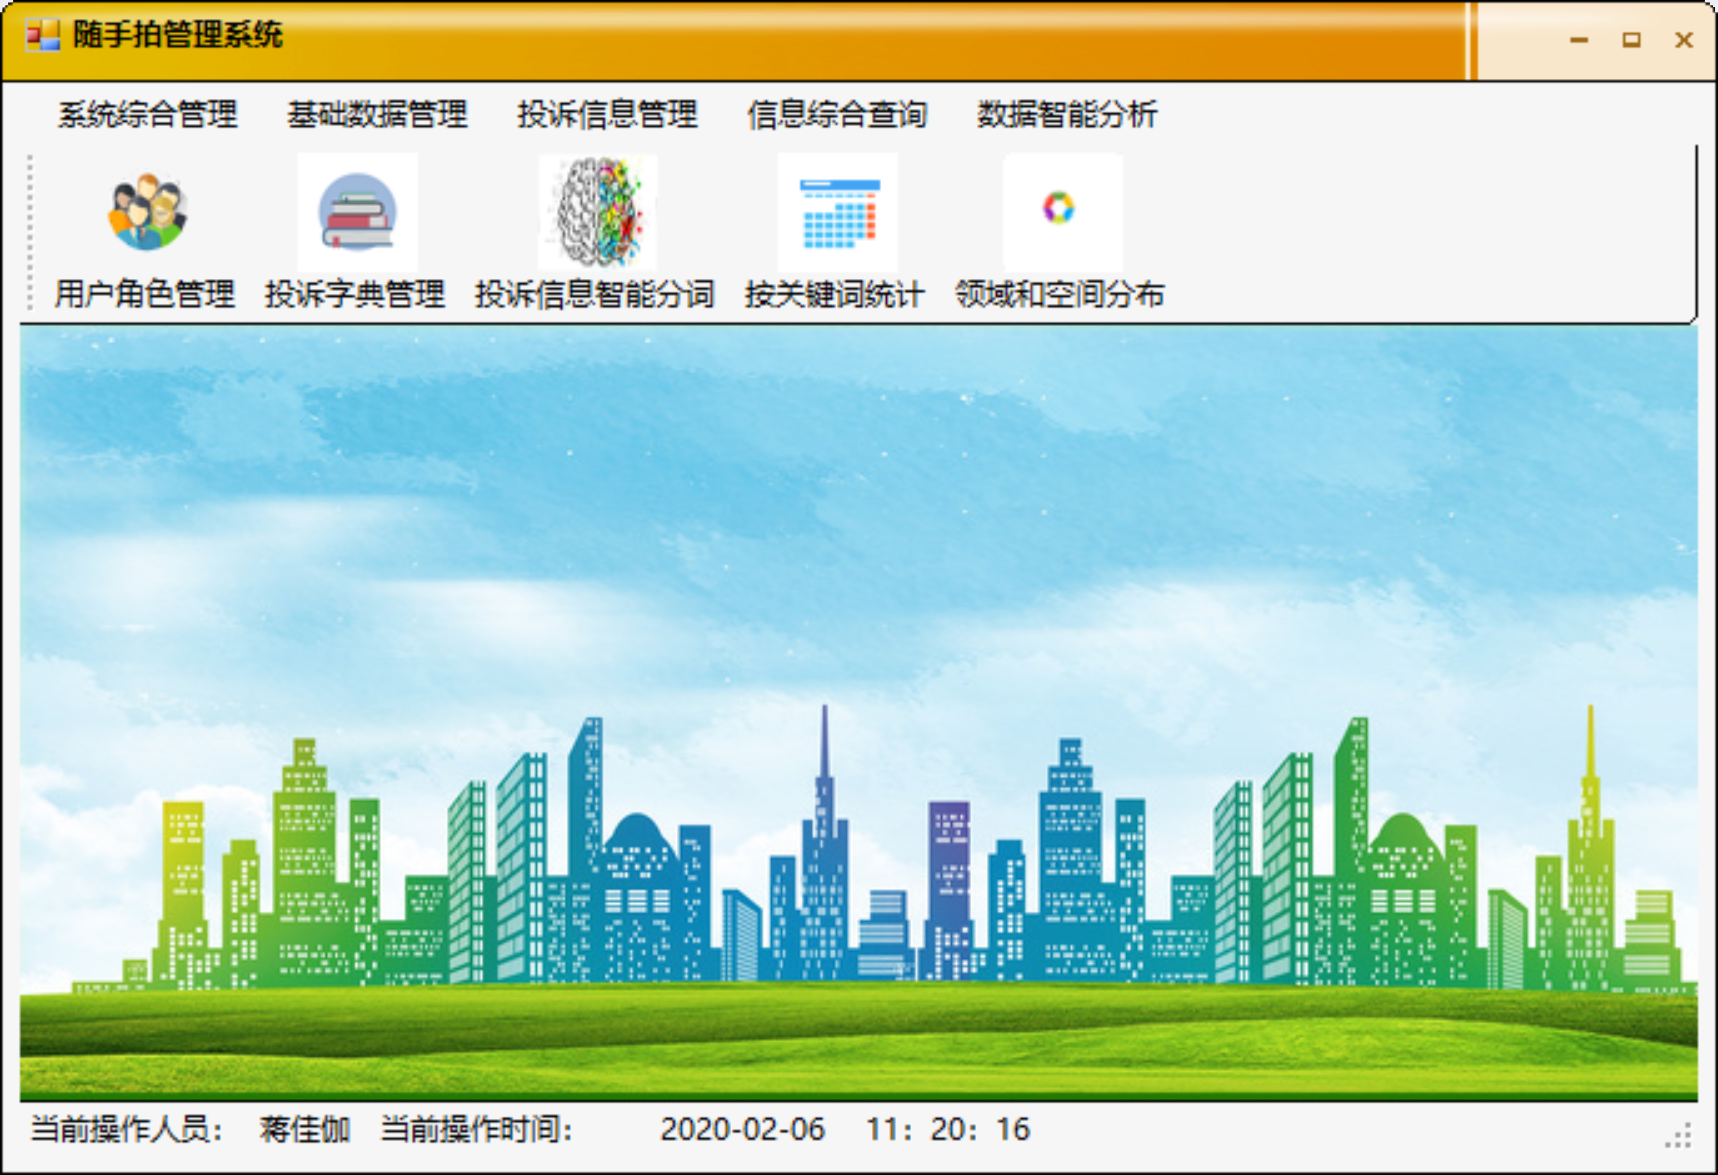 随手拍管理系统
系统综合管理 基础数据管理 投诉信息管理 信息综合查询 数据智能分析
用户角色管理 投诉字典管理 投诉信息智能分词 按关键词统计 领域和空间分布
当前操作人员： 蒋佳伽 当前操作时间： 2020-02-06 11：20：16